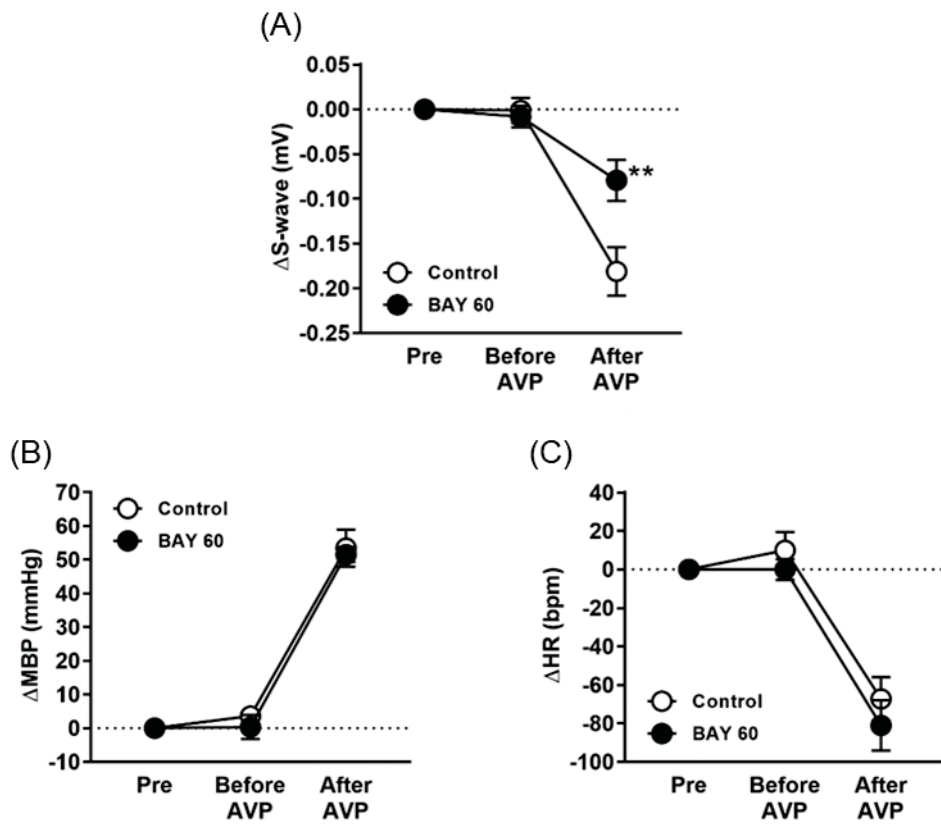 (A)
0.05
0.00
-0.05
-0.10
-0.15
-0.20
-0.25
ΔS-wave (mV)
**
Control
BAY 60
Pre
Before
AVP
After
AVP
(B)
70
60
50
40
30
20
10
0
-10
ΔMBP (mmHg)
Control
BAY 60
Pre
Before
AVP
After
AVP
(C)
40
20
0
-20
-40
-60
-80
-100
ΔHR (bpm)
Control
BAY 60
Pre
Before
AVP
After
AVP